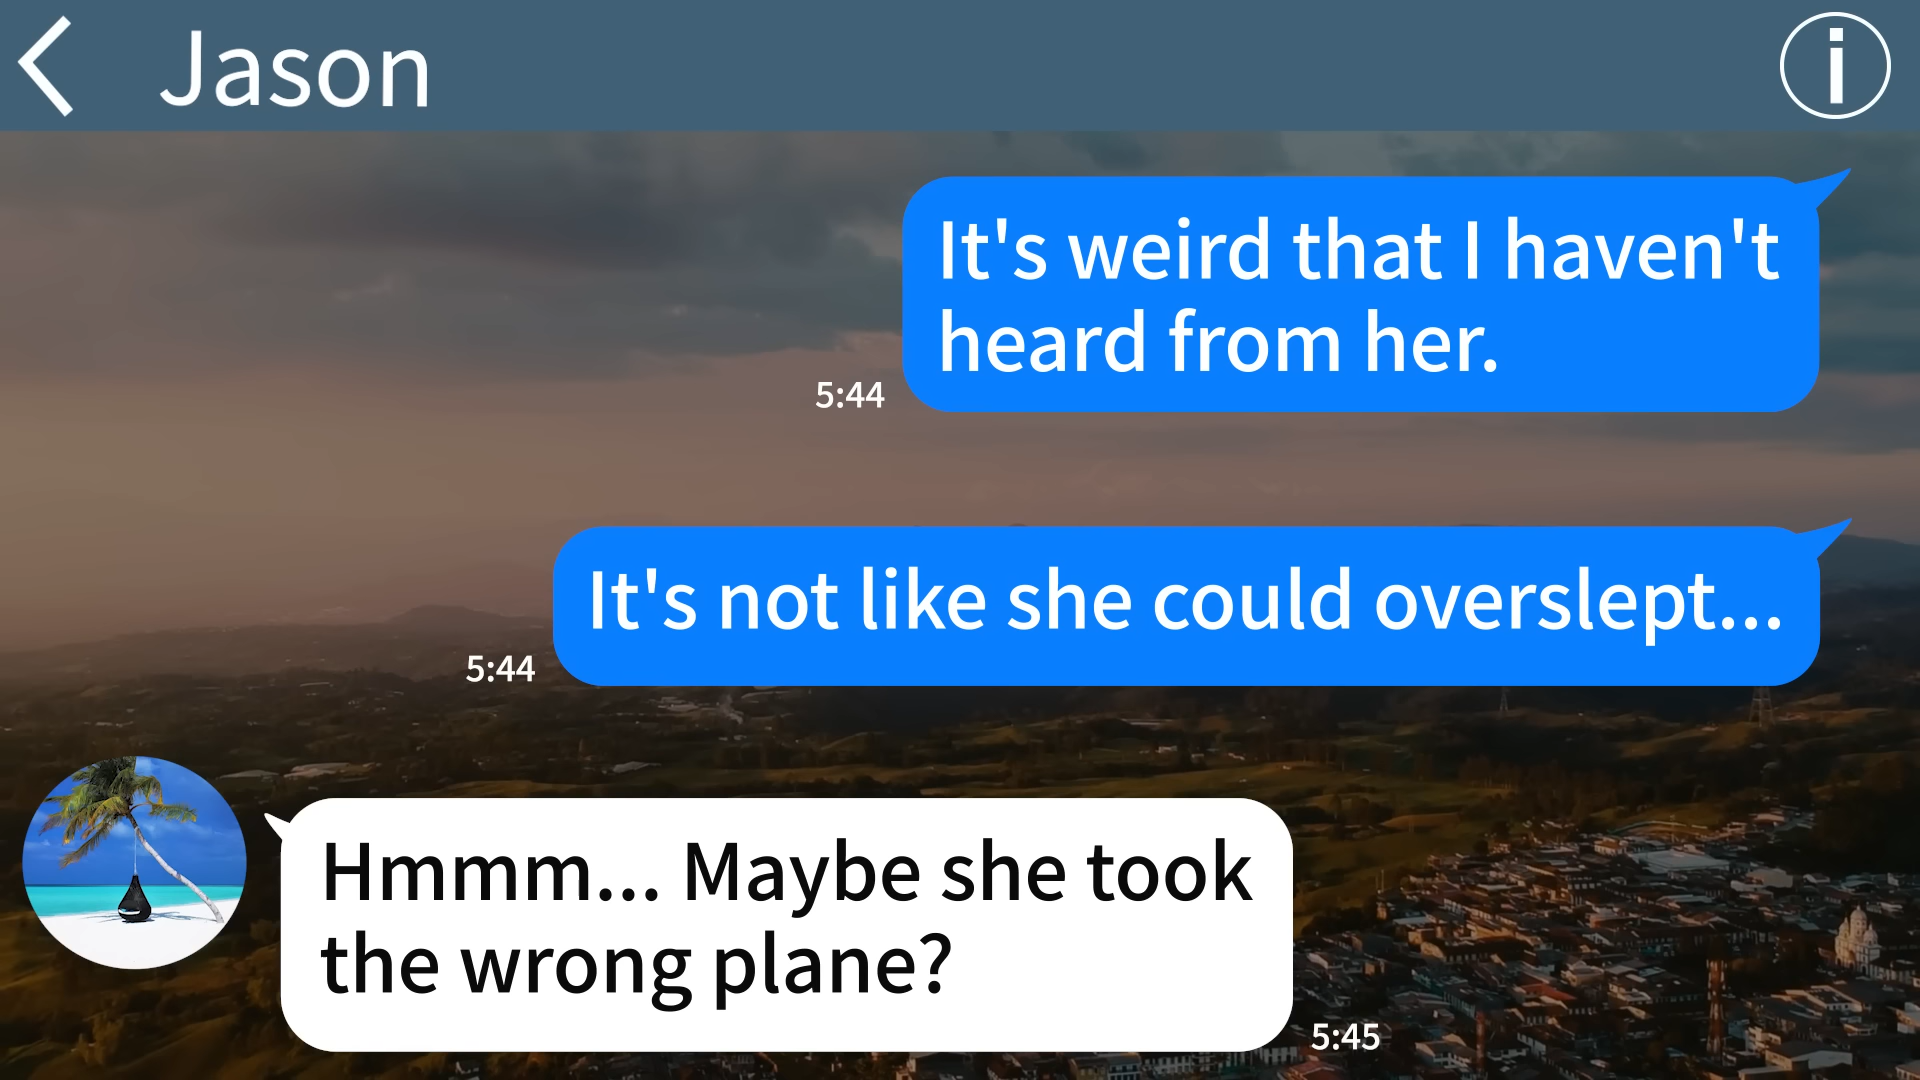 Jason
It's weird that I haven't
heard from her.
5:44
It's not like she could overslept...
5:44
Hmmm... Maybe she took
the wrong plane?
5:45